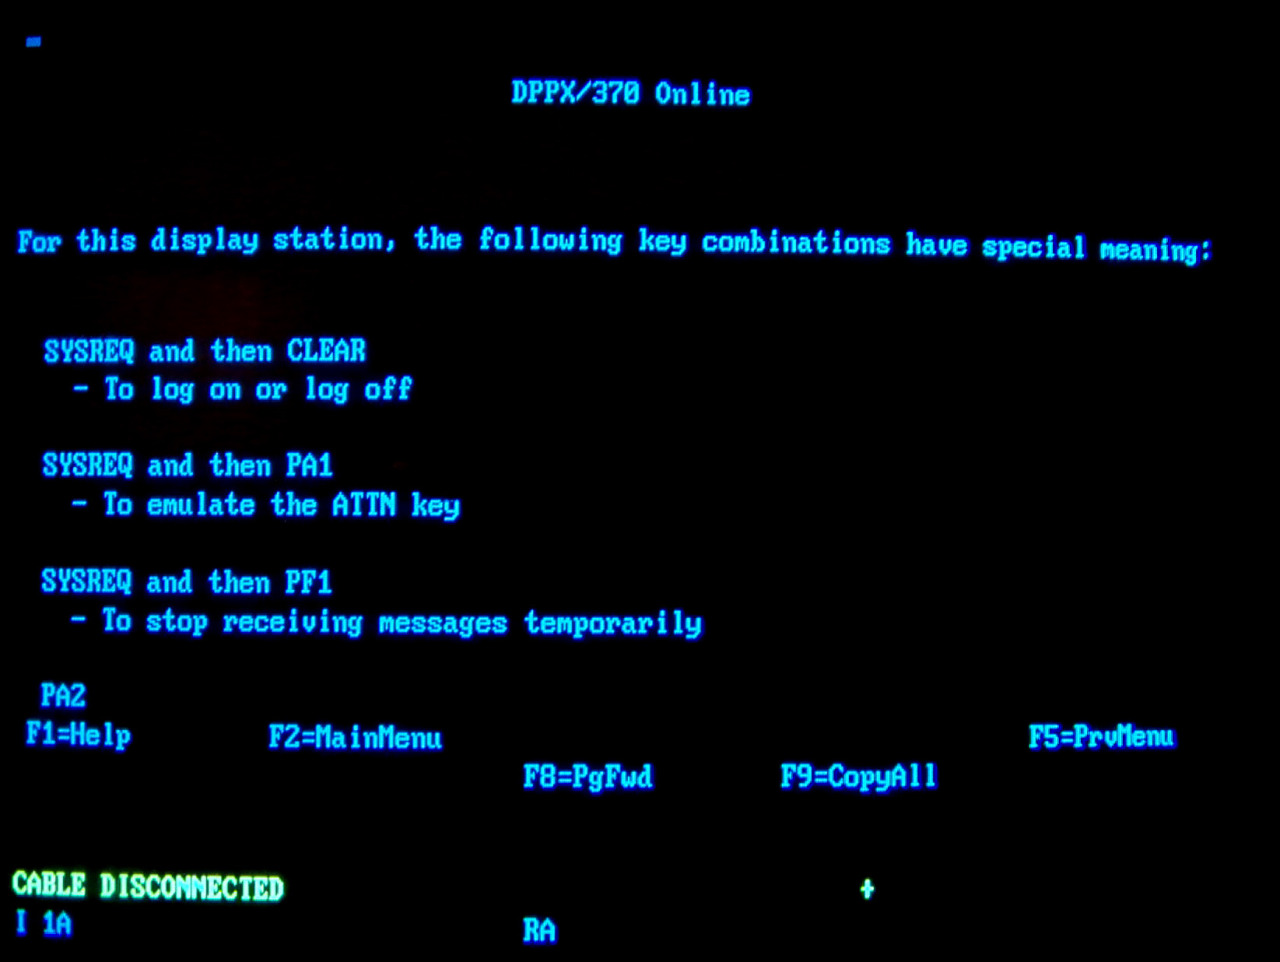 DPPX/370 Online
For this display station, the following key combinations have special meaning:
SYSREQ and then CLEAR
- To log on or log off
SYSREQ and then PA1
- To emulate the ATTN key
SYSREQ and then PF1
- To stop receiving messages temporarily
PA2
F1=Help F2=MainMenu F5=PrvMenu
F8=PgFwd F9=CopyAll
CABLE DISCONNECTED
I 1A RA